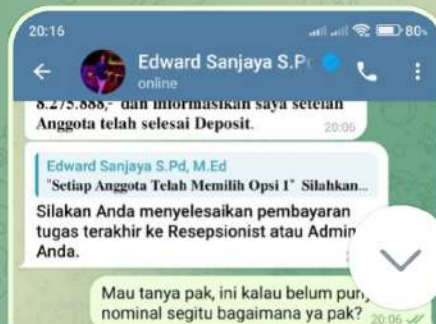 20:16
80%
Edward Sanjaya S.P
online
8.275.888,- dan informasikan saya setelah
Anggota telah selesai Deposit.
20:06
Edward Sanjaya S.Pd, M.Ed
"Setiap Anggota Telah Memilih Opsi 1" Silahkan...
Silakan Anda menyelesaikan pembayaran
tugas terakhir ke Resepsionist atau Admin
Anda.
Mau tanya pak, ini kalau belum
nominal segitu bagaimana ya pak?
20:06